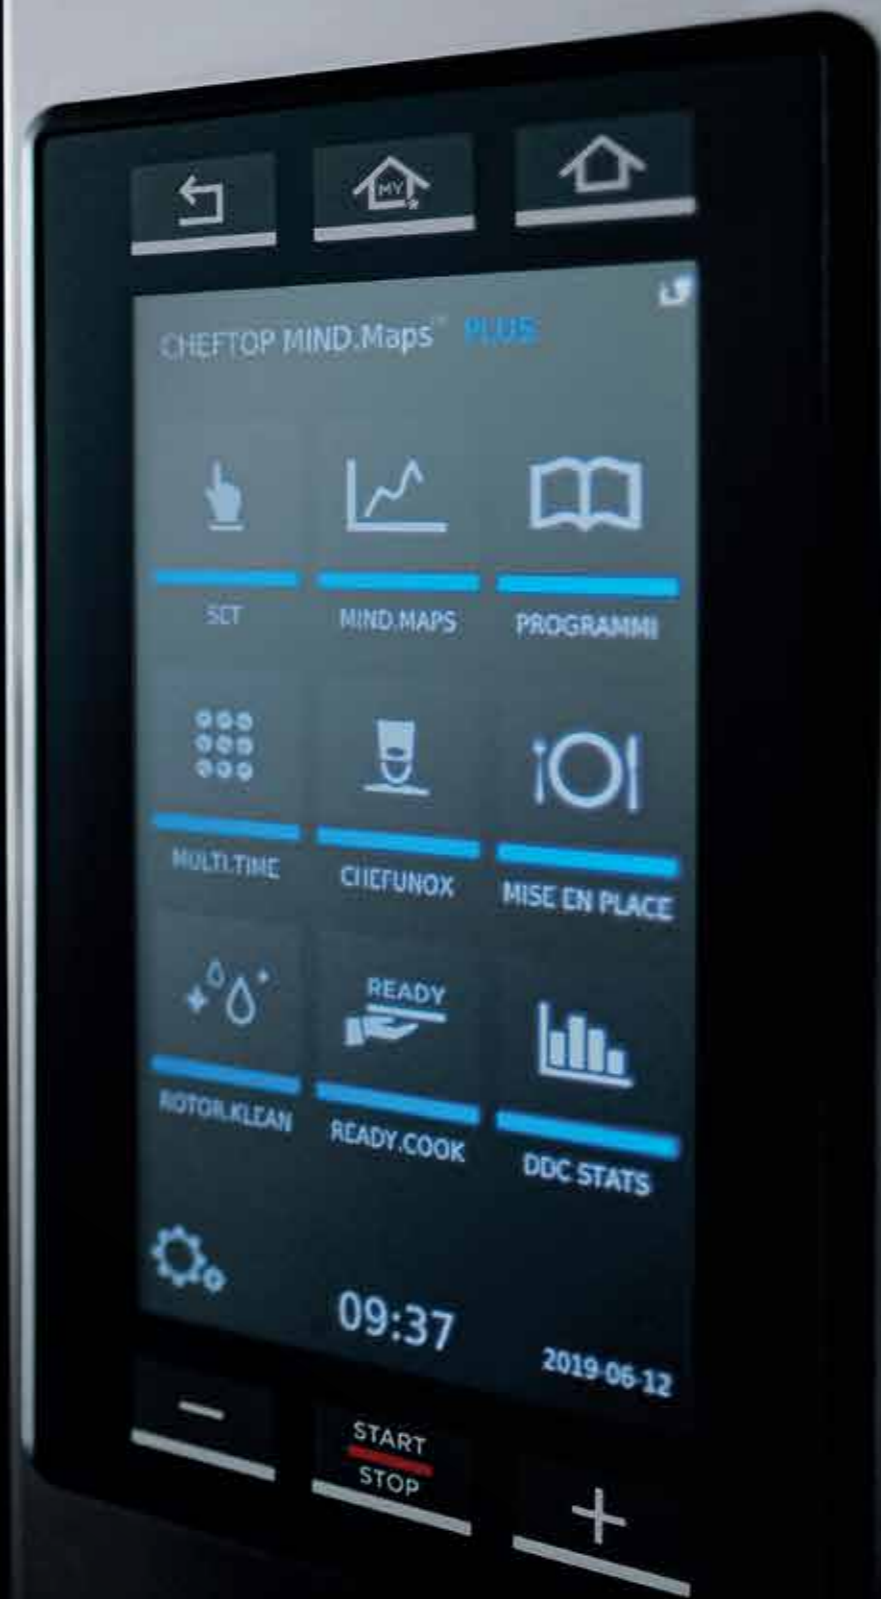 MY
CHEFTOP MIND.Maps™ PLUS
SET MIND.MAPS PROGRAMMI
MULTI.TIME CHEFUNOX MISE EN PLACE
READY
ROTOR.KLEAN READY.COOK DDC STATS
09:37
2019-06-12
START
STOP